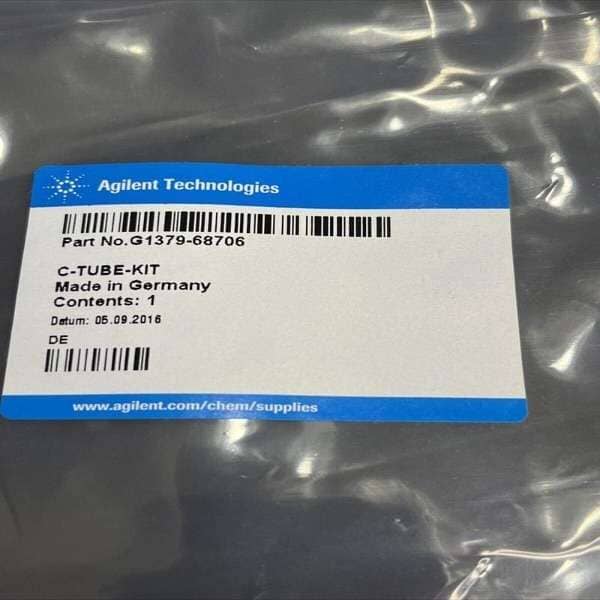 Agilent Technologies
Part No.G1379-68706
C-TUBE-KIT
Made in Germany
Contents: 1
Datum: 05.09.2016
DE
www.agilent.com/chem/supplies